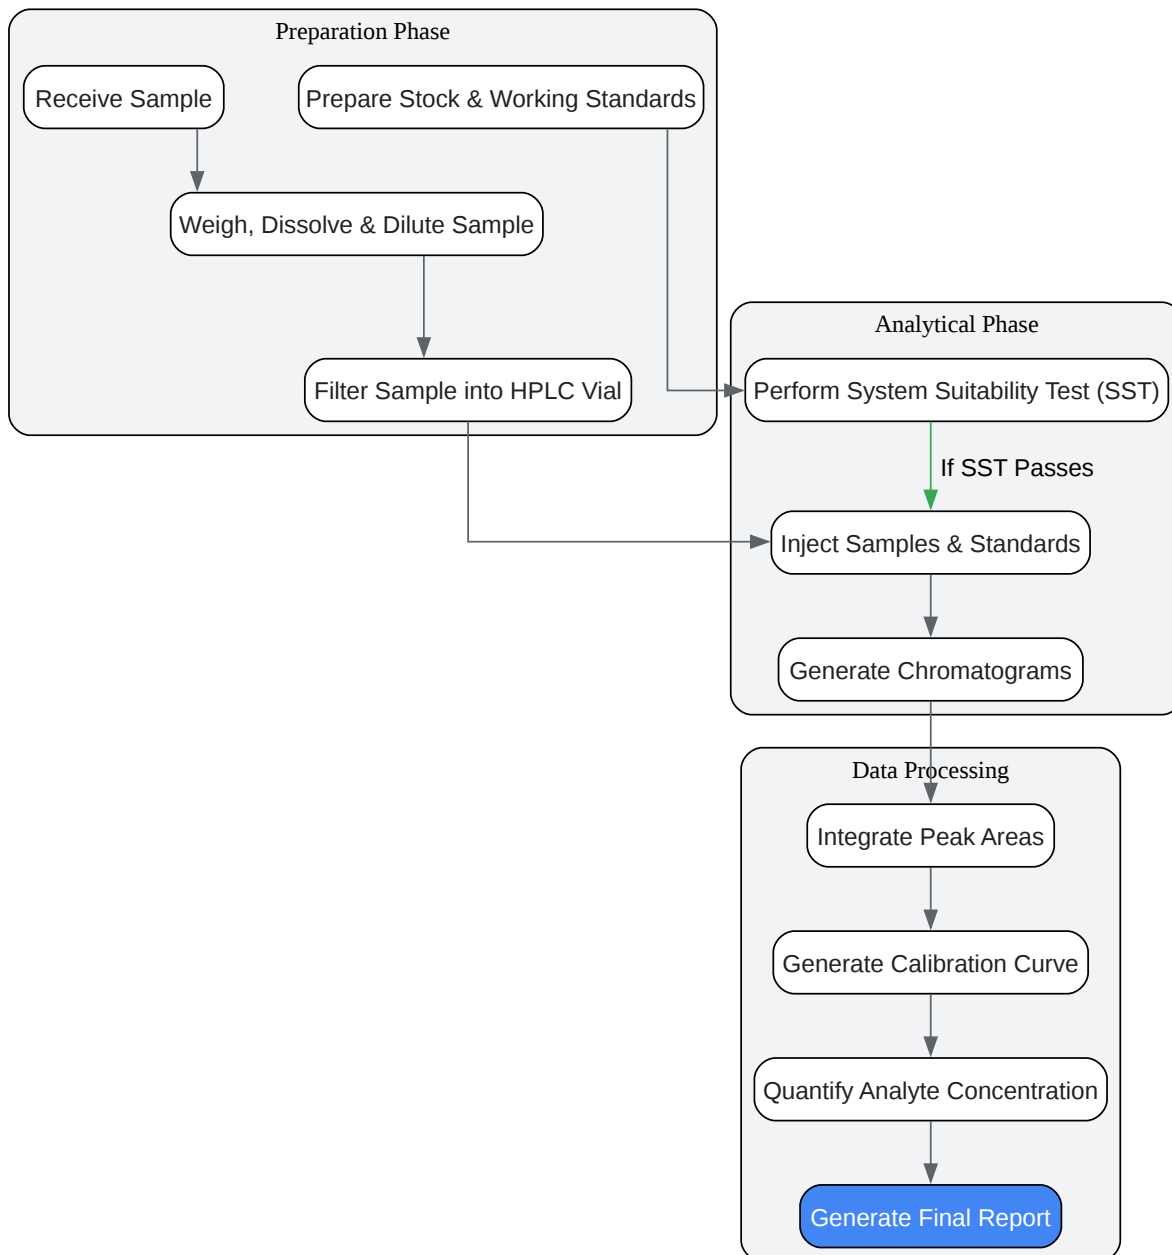 Preparation Phase
Receive Sample
Prepare Stock & Working Standards
Weigh, Dissolve & Dilute Sample
Filter Sample into HPLC Vial
Analytical Phase
Perform System Suitability Test (SST)
If SST Passes
Inject Samples & Standards
Generate Chromatograms
Data Processing
Integrate Peak Areas
Generate Calibration Curve
Quantify Analyte Concentration
Generate Final Report